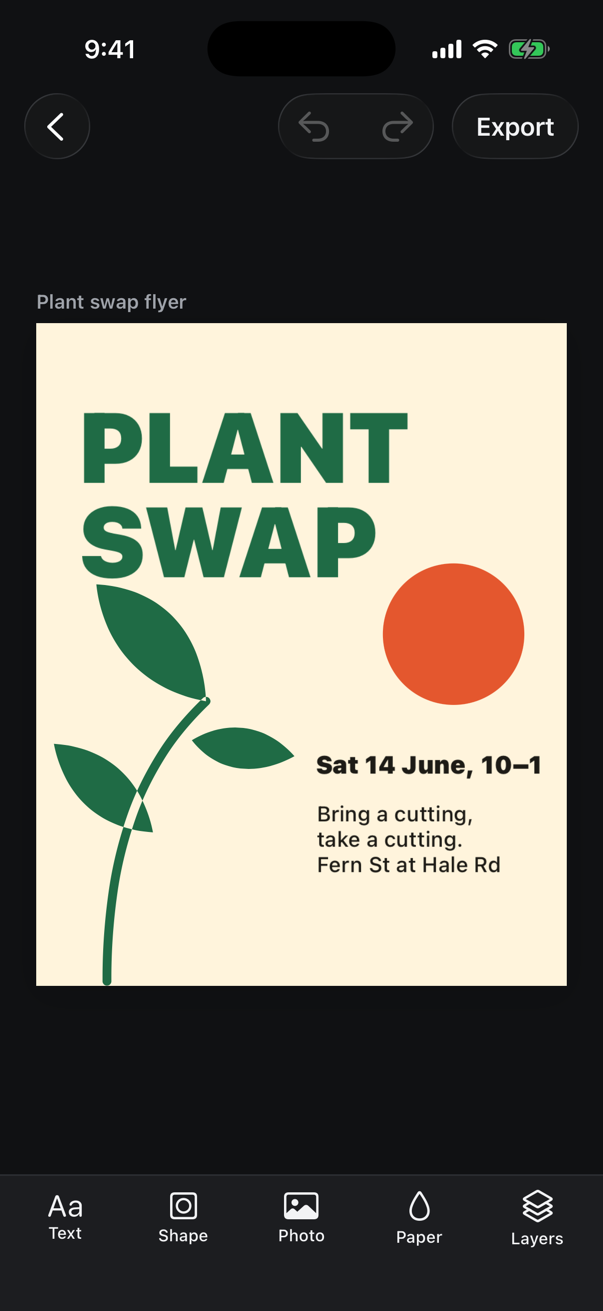 9:41
Export
Plant swap flyer
PLANT
SWAP
Sat 14 June, 10–1
Bring a cutting,
take a cutting.
Fern St at Hale Rd
Aa
Text
Shape
Photo
Paper
Layers